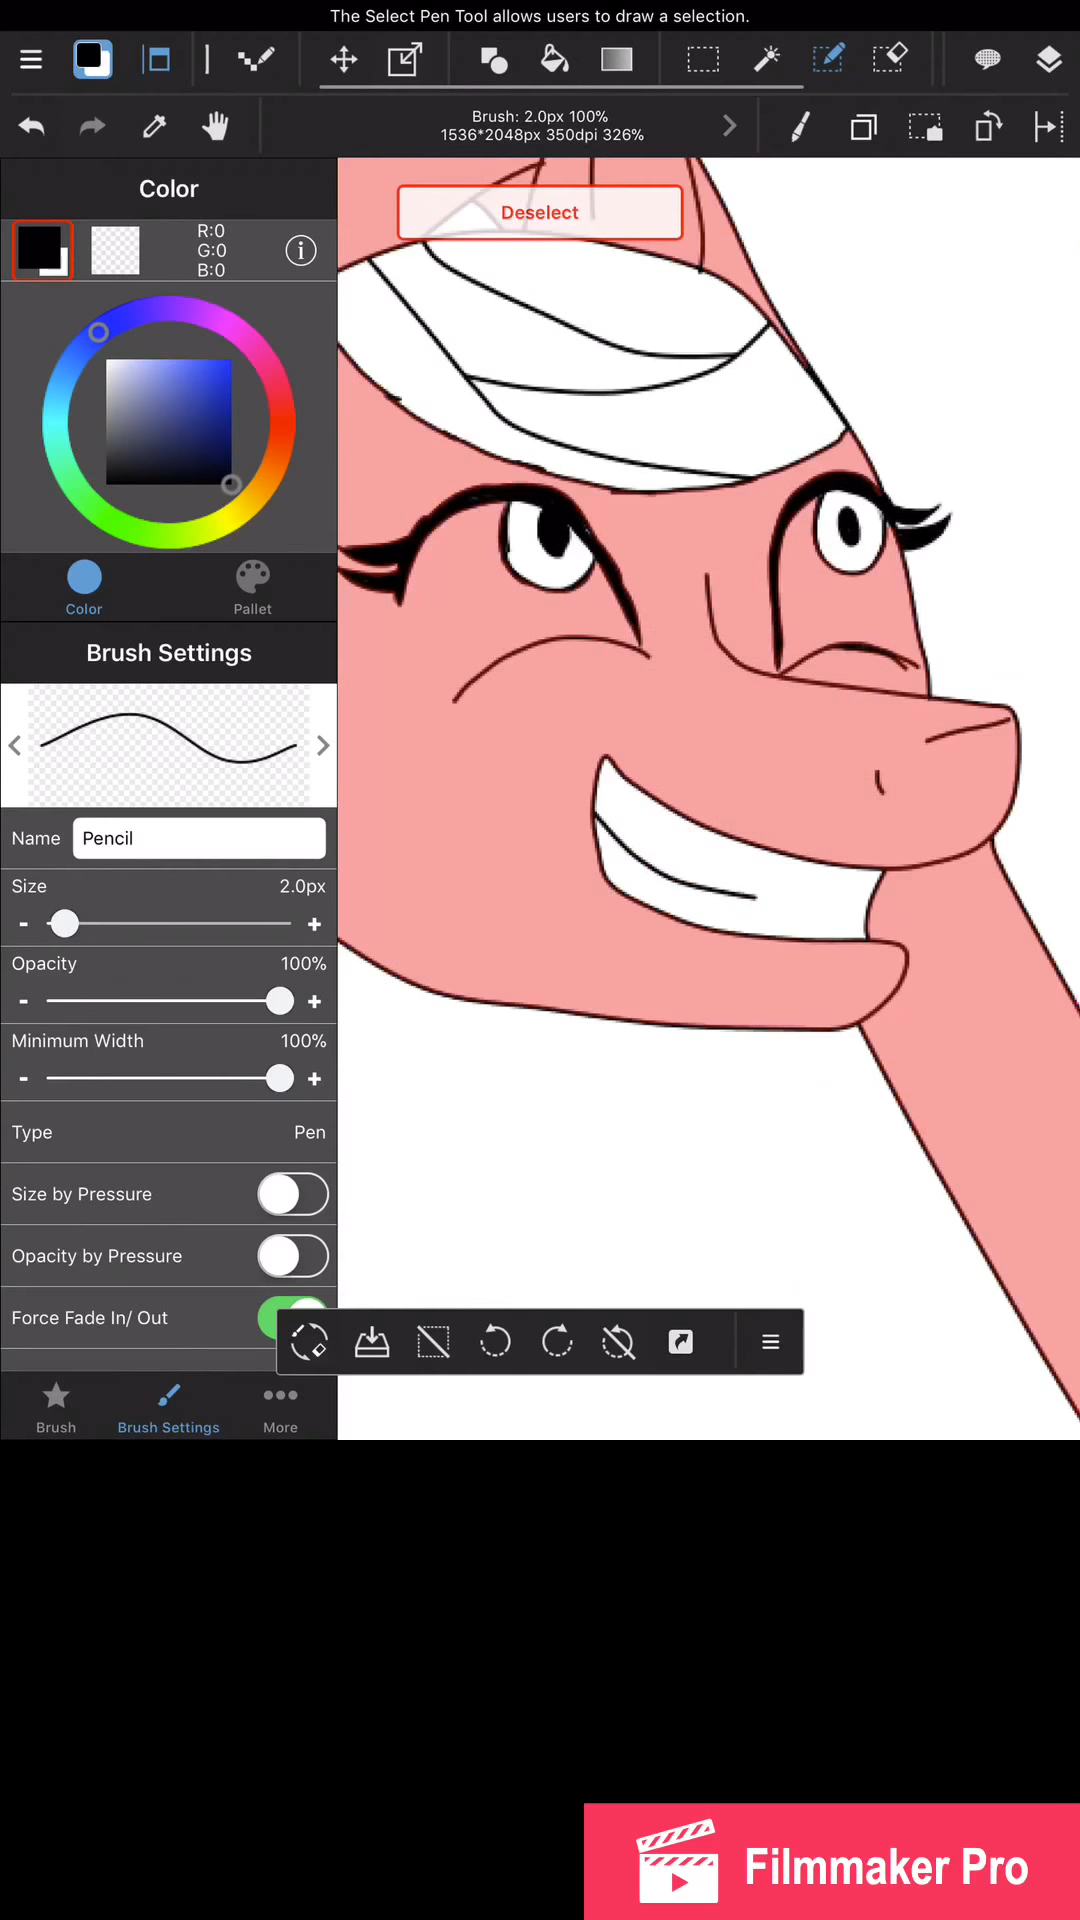 The Select Pen Tool allows users to draw a selection.
Brush: 2.0px 100%
1536*2048px 350dpi 326%
Color
Deselect
R:0
G:0
B:0
Color
Pallet
Brush Settings
Name Pencil
Size 2.0px
- +
Opacity 100%
- +
Minimum Width 100%
- +
Type Pen
Size by Pressure
Opacity by Pressure
Force Fade In/ Out
Brush
Brush Settings
More
Filmmaker Pro